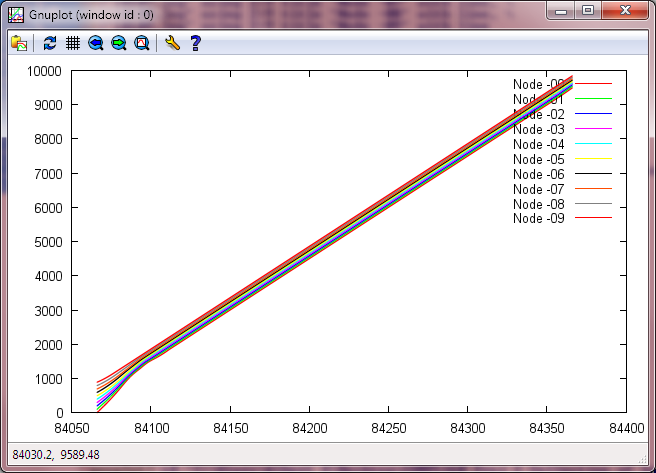 Gnuplot (window id : 0)
10000
9000
8000
7000
6000
5000
4000
3000
2000
1000
0
Node -00
Node -01
Node -02
Node -03
Node -04
Node -05
Node -06
Node -07
Node -08
Node -09
84050 84100 84150 84200 84250 84300 84350 84400
84030.2, 9589.48